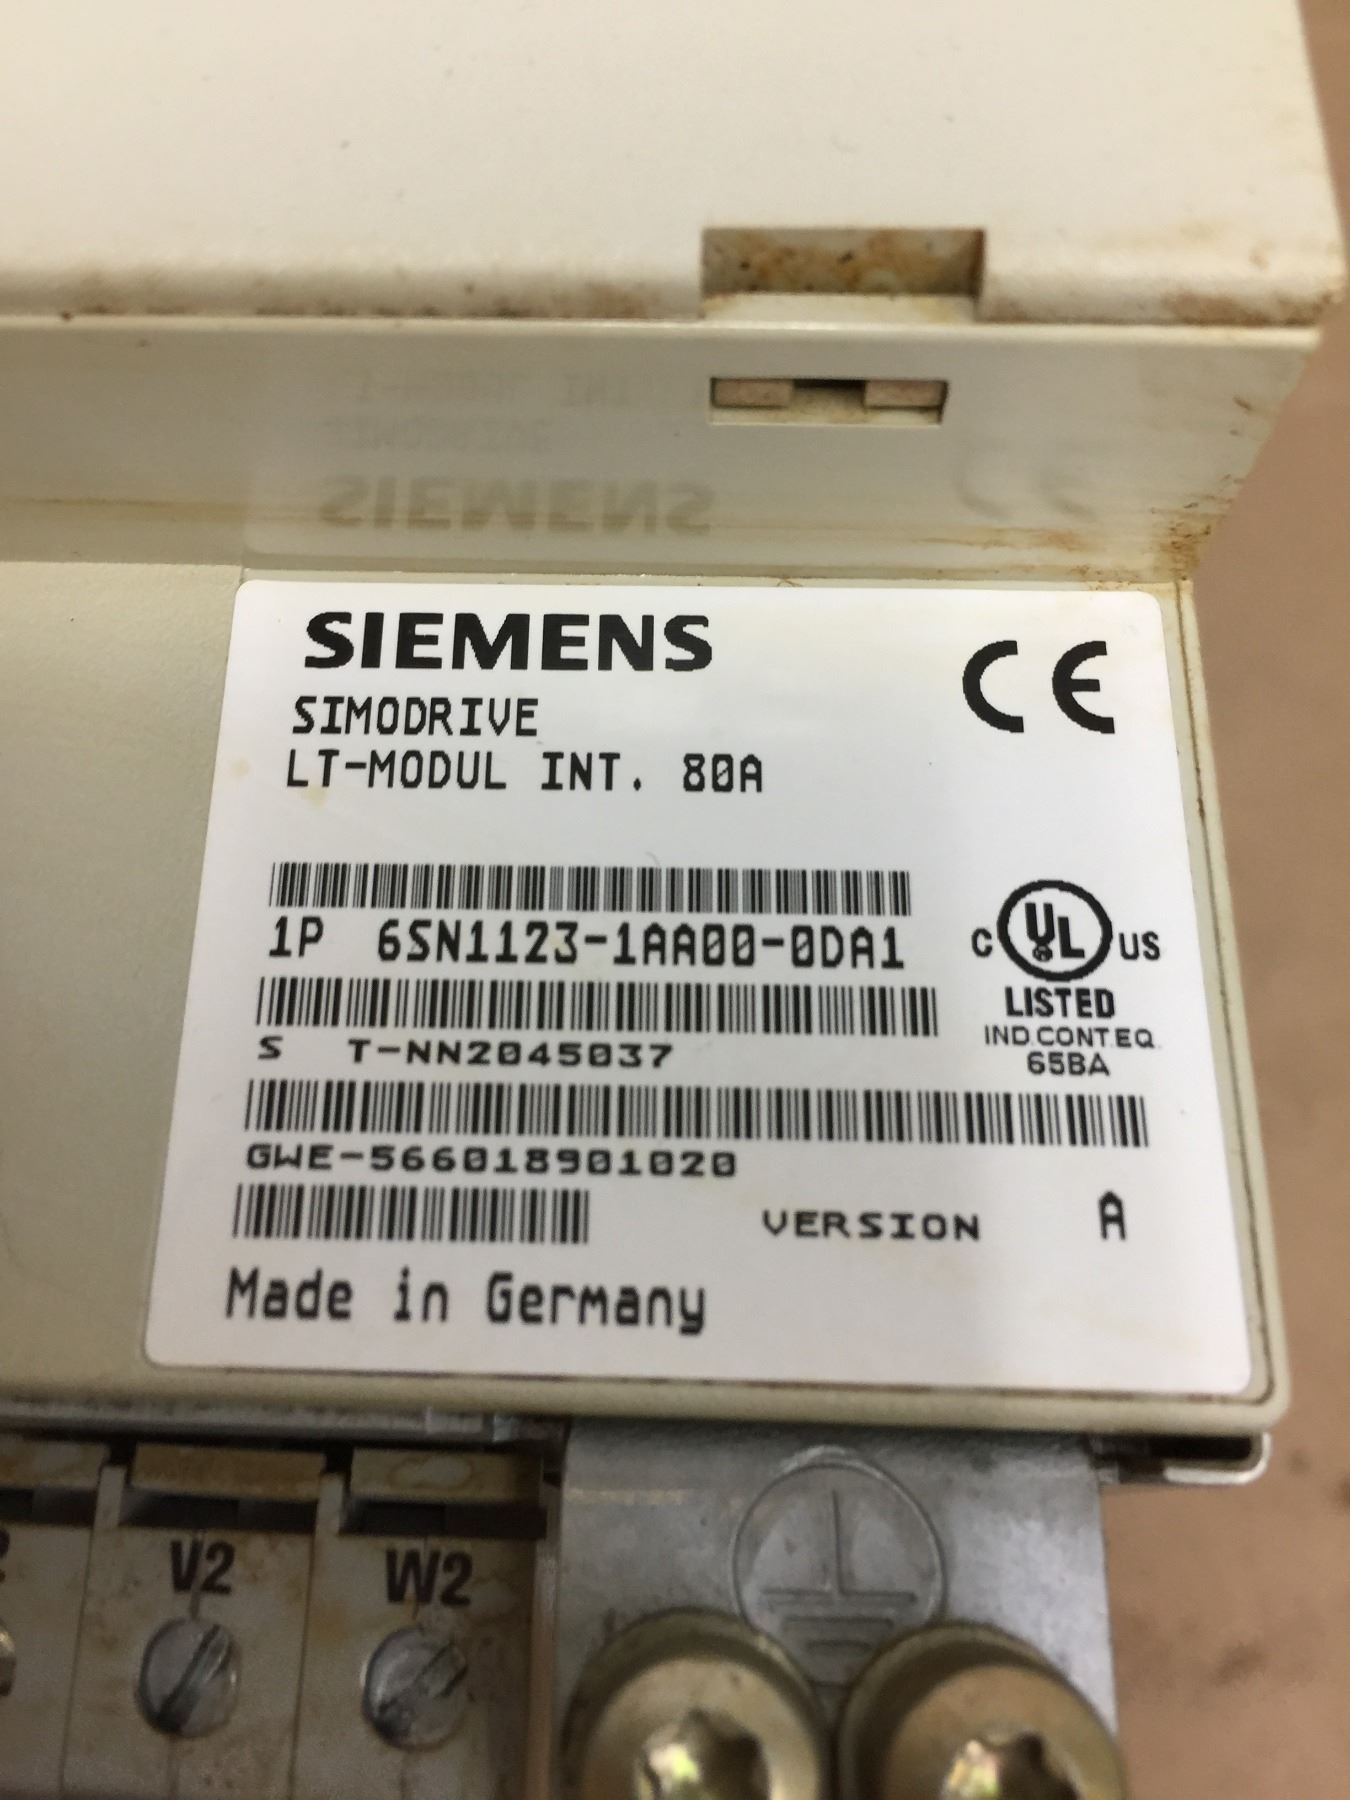 SIEMENS
CE
SIMODRIVE
LT-MODUL INT. 80A
1P 6SN1123-1AA00-0DA1
C UL US
LISTED
IND.CONT.EQ.
65BA
S T-NN2045037
GWE-566018901020
VERSION A
Made in Germany
V2
W2